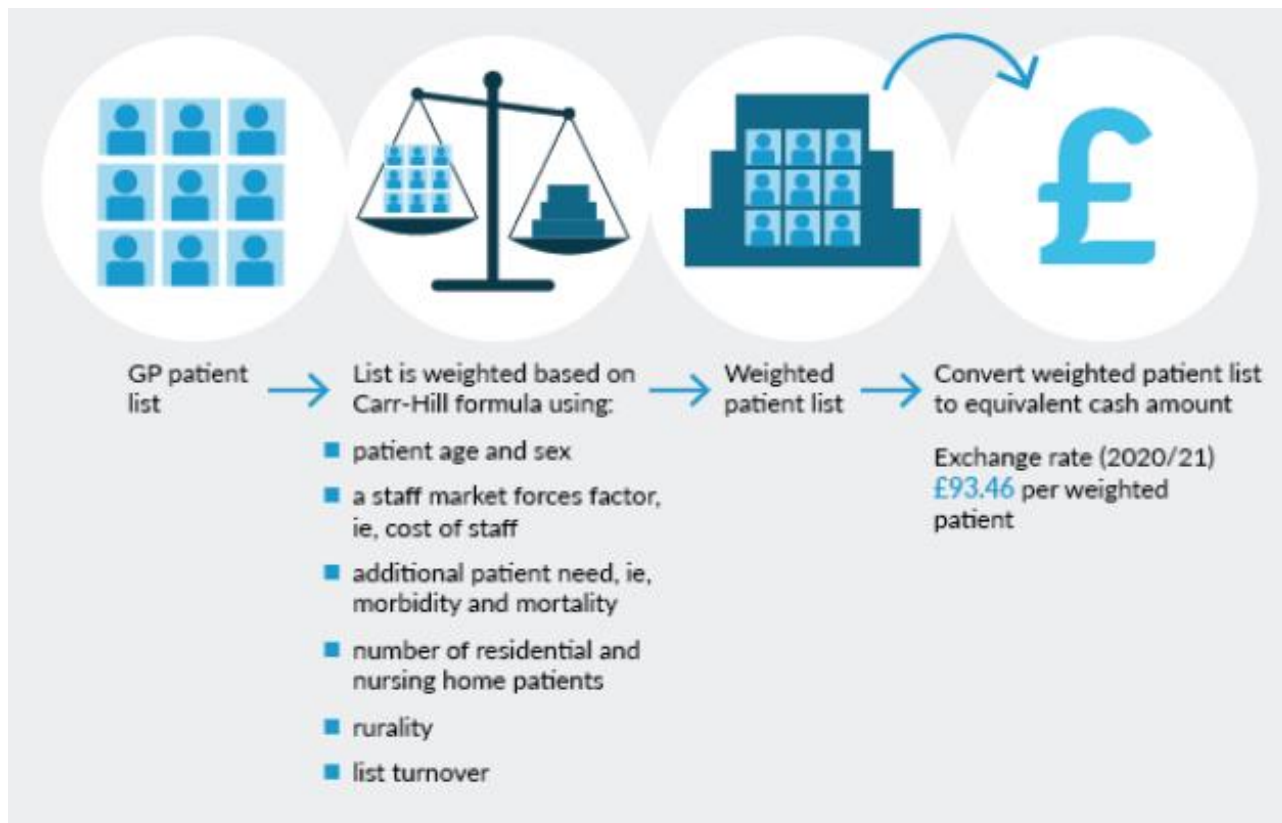 GP patient
list
List is weighted based on
Carr-Hill formula using:
patient age and sex
a staff market forces factor,
ie, cost of staff
additional patient need, ie,
morbidity and mortality
number of residential and
nursing home patients
rurality
list turnover
Weighted
patient list
Convert weighted patient list
to equivalent cash amount
Exchange rate (2020/21)
£93.46 per weighted
patient
£